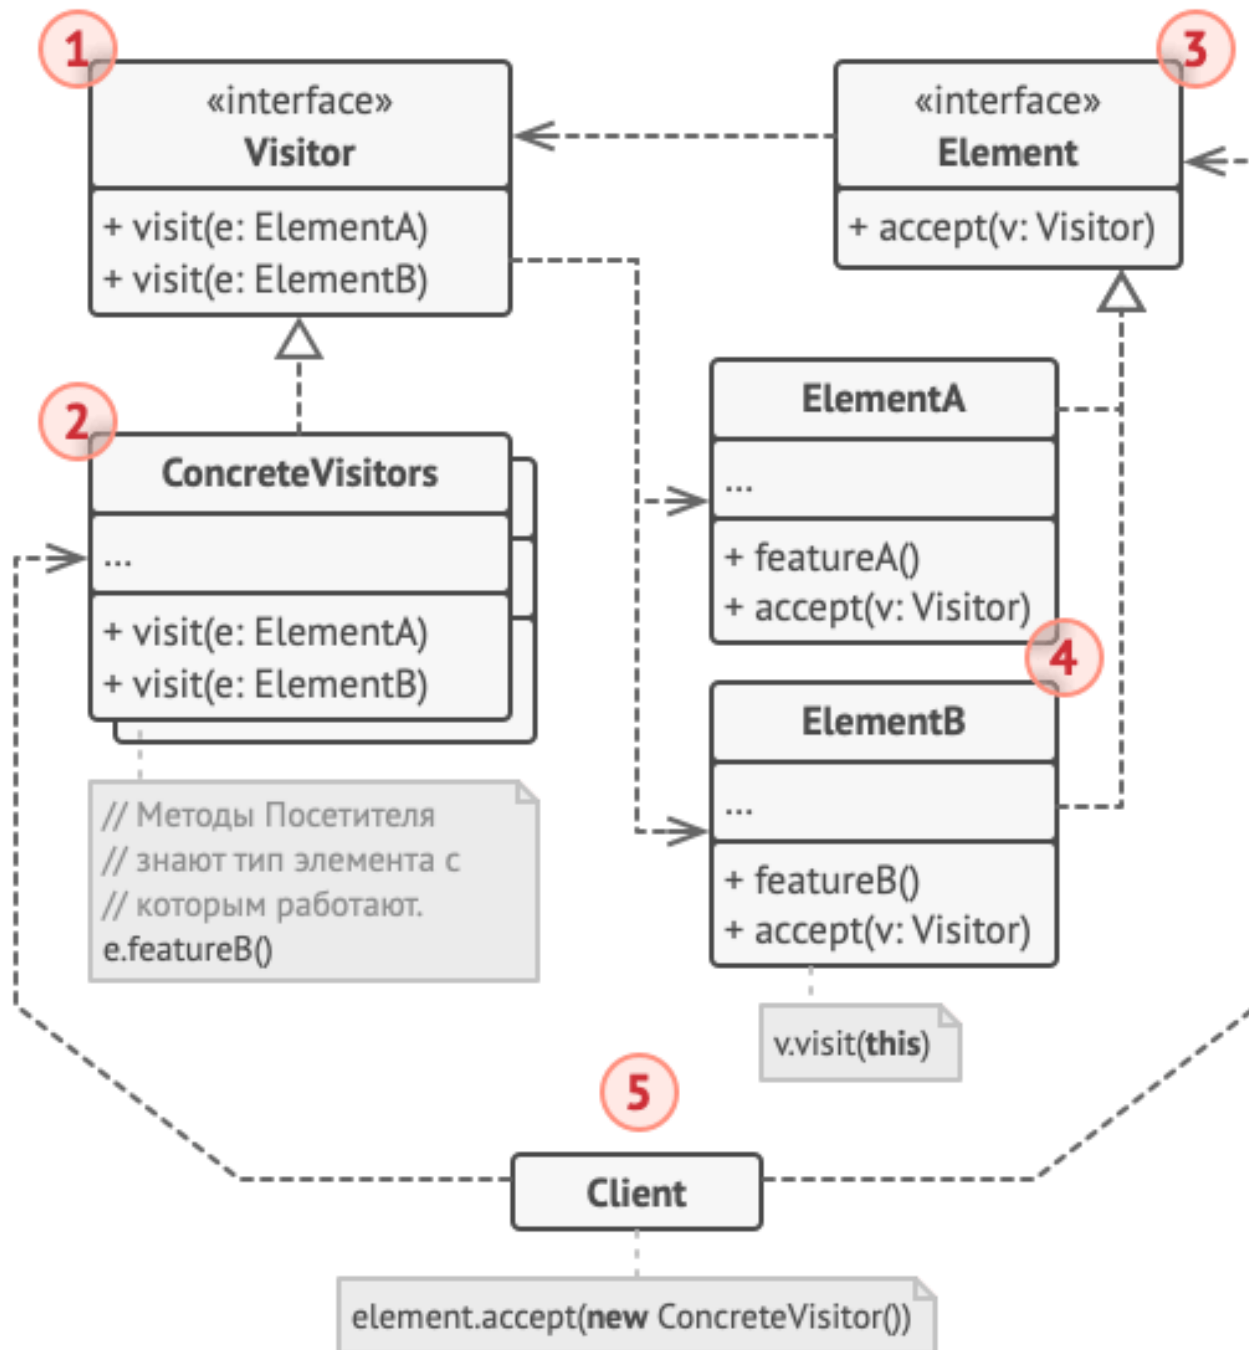 1
«interface»
Visitor
+ visit(e: ElementA)
+ visit(e: ElementB)
3
«interface»
Element
+ accept(v: Visitor)
2
ConcreteVisitors
...
+ visit(e: ElementA)
+ visit(e: ElementB)
// Методы Посетителя
// знают тип элемента с
// которым работают.
e.featureB()
ElementA
...
+ featureA()
+ accept(v: Visitor)
4
ElementB
...
+ featureB()
+ accept(v: Visitor)
v.visit(this)
5
Client
element.accept(new ConcreteVisitor())